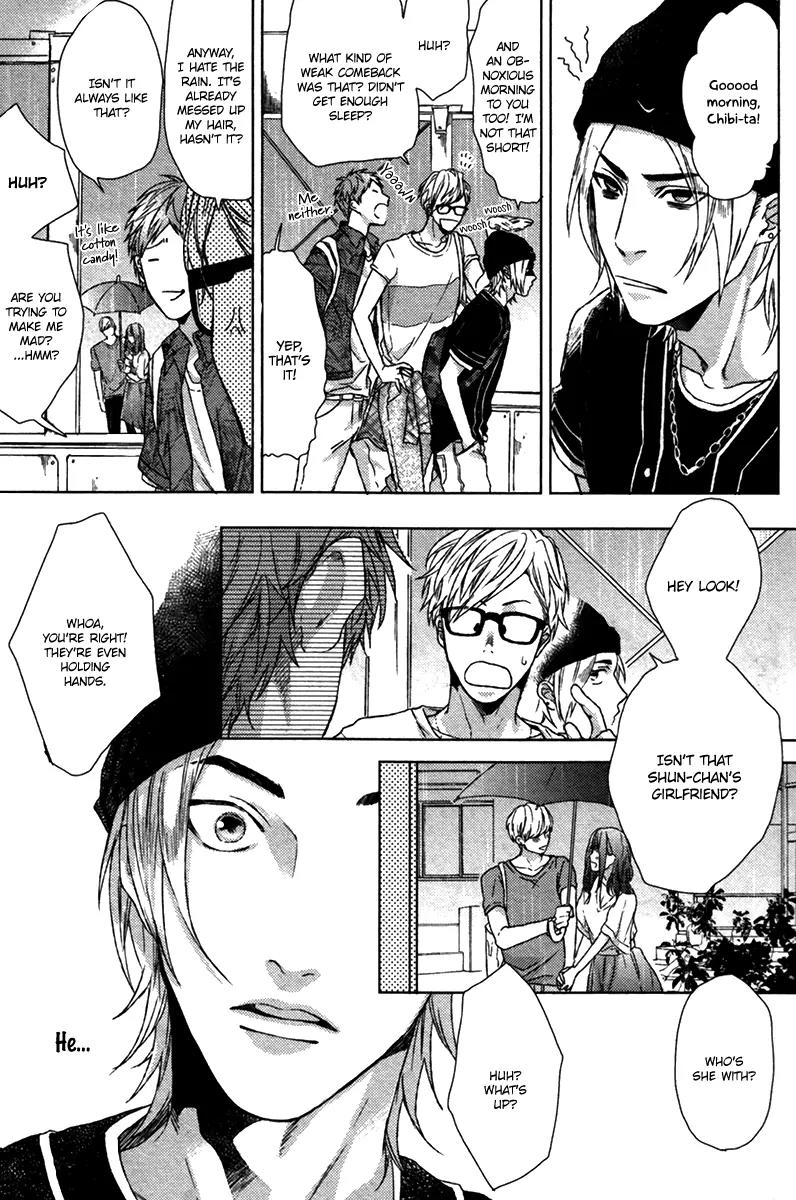 Gooood
morning,
Chibi-ta!
AND
AN OB-
NOXIOUS
MORNING
TO YOU
TOO! I'M
NOT THAT
SHORT!
HUH?
WHAT KIND OF
WEAK COMEBACK
WAS THAT? DIDN'T
GET ENOUGH
SLEEP?
woosh
woosh
Me
neither.
YEP,
THAT'S
IT!
ANYWAY,
I HATE THE
RAIN. IT'S
ALREADY
MESSED UP
MY HAIR,
HASN'T IT?
ISN'T IT
ALWAYS LIKE
THAT?
It's like
cotton
candy!
HUH?
ARE YOU
TRYING TO
MAKE ME
MAD?
...HMM?
HEY LOOK!
ISN'T THAT
SHUN-CHAN'S
GIRLFRIEND?
WHOA,
YOU'RE RIGHT!
THEY'RE EVEN
HOLDING
HANDS.
WHO'S
SHE WITH?
HUH?
WHAT'S
UP?
He...